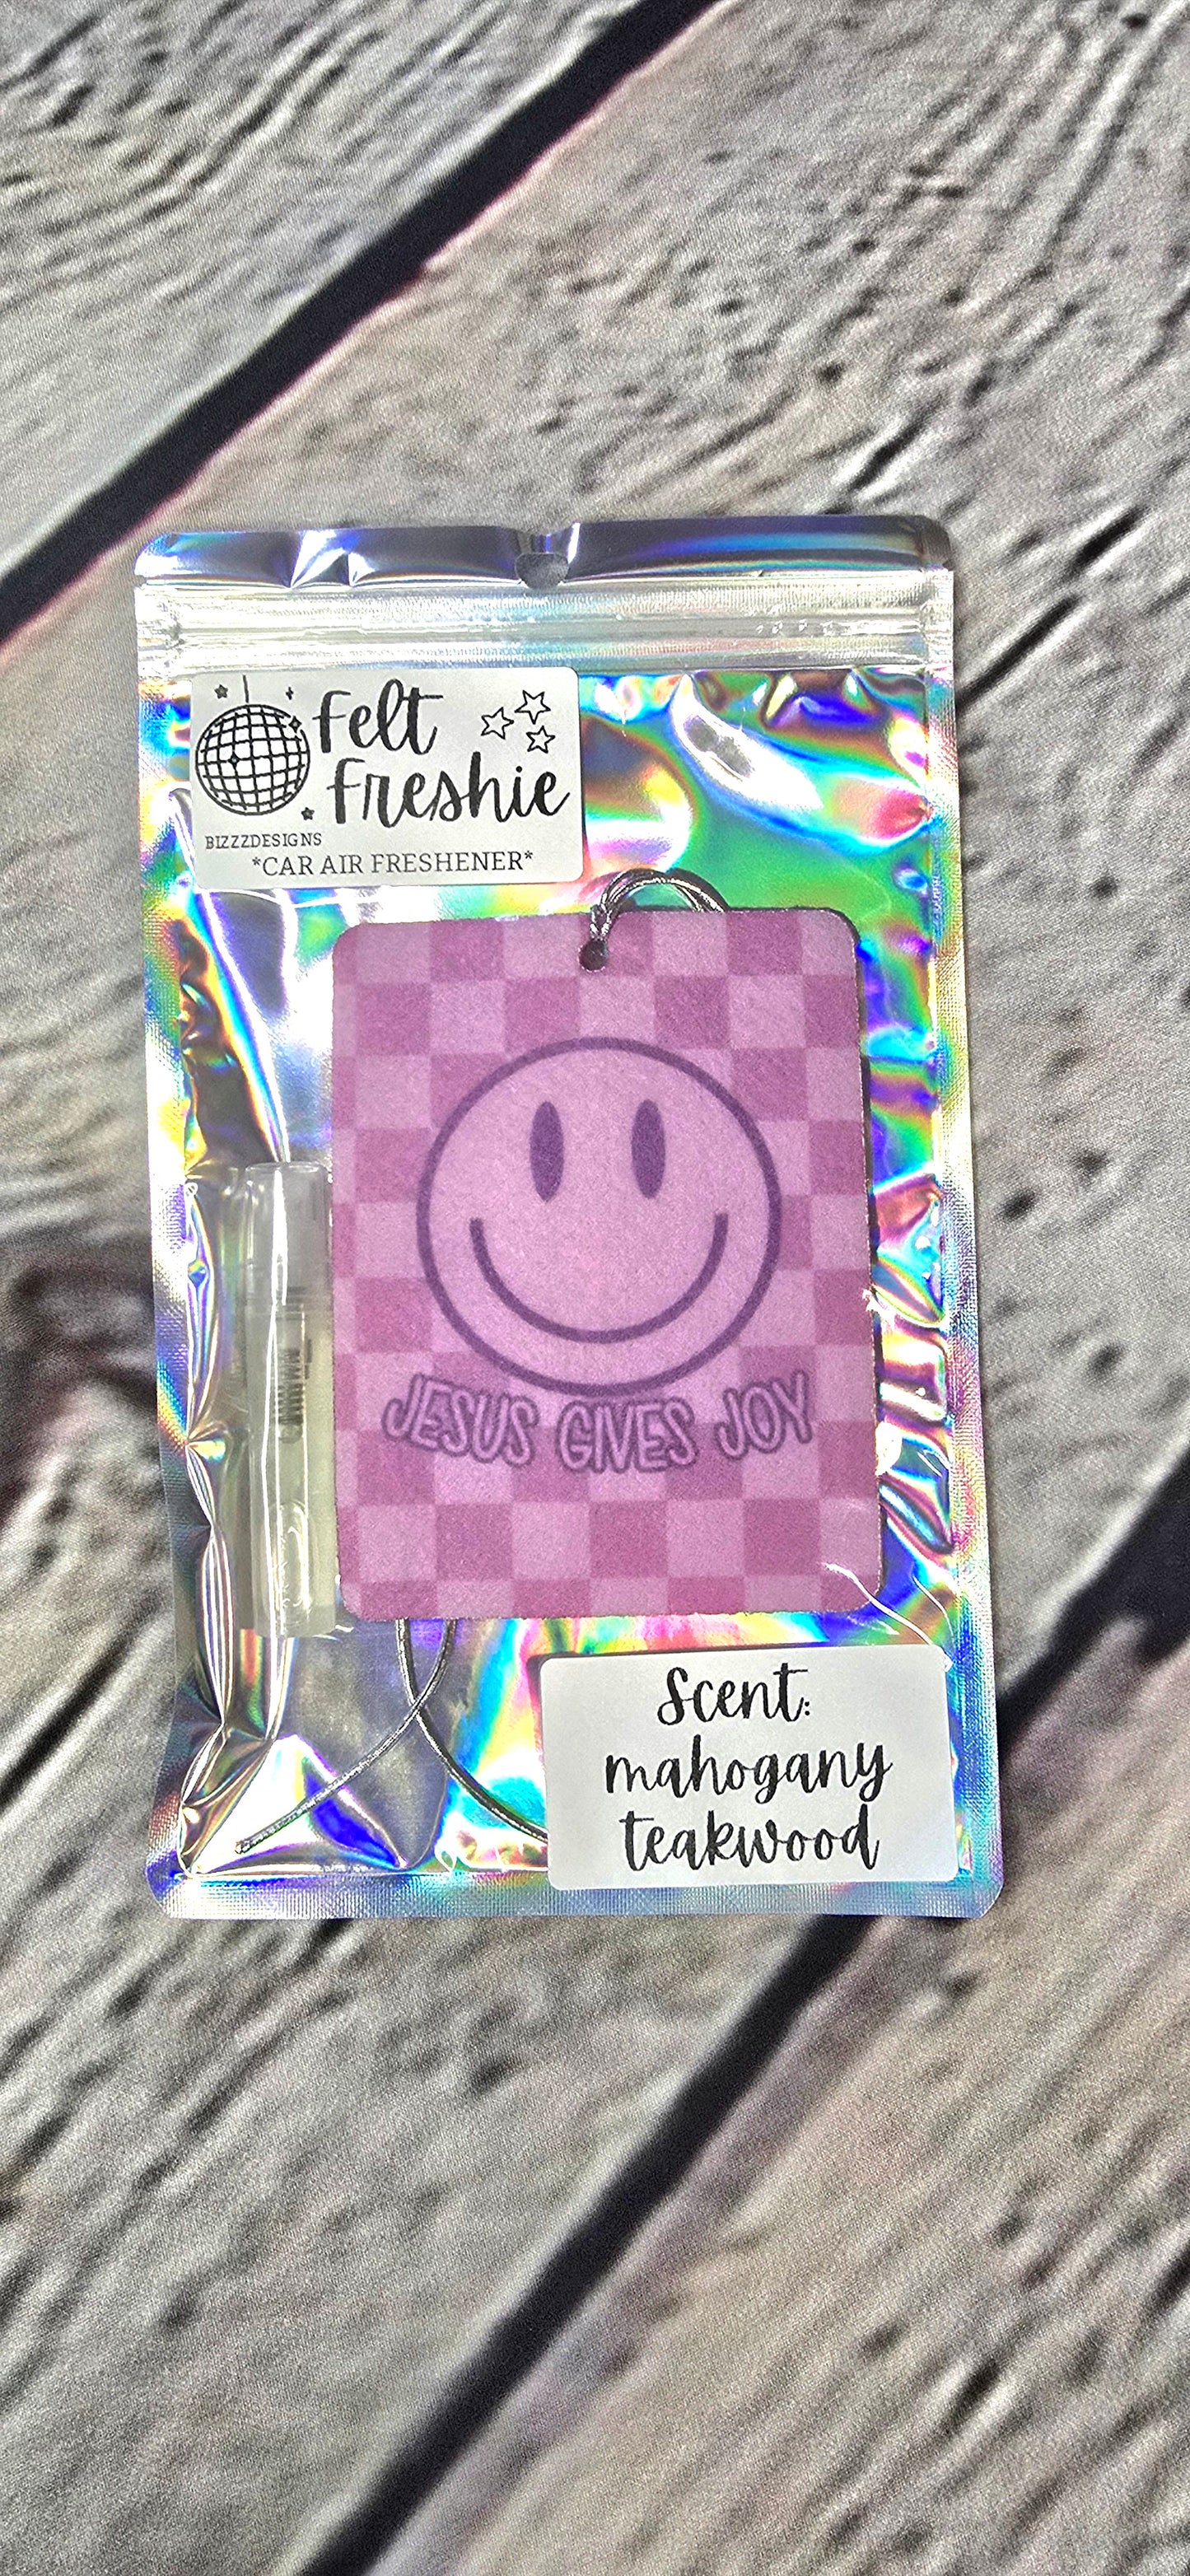 Felt
Freshie
BIZZZDESIGNS
*CAR AIR FRESHENER*
JESUS GIVES JOY
Scent:
mahogany
teakwood